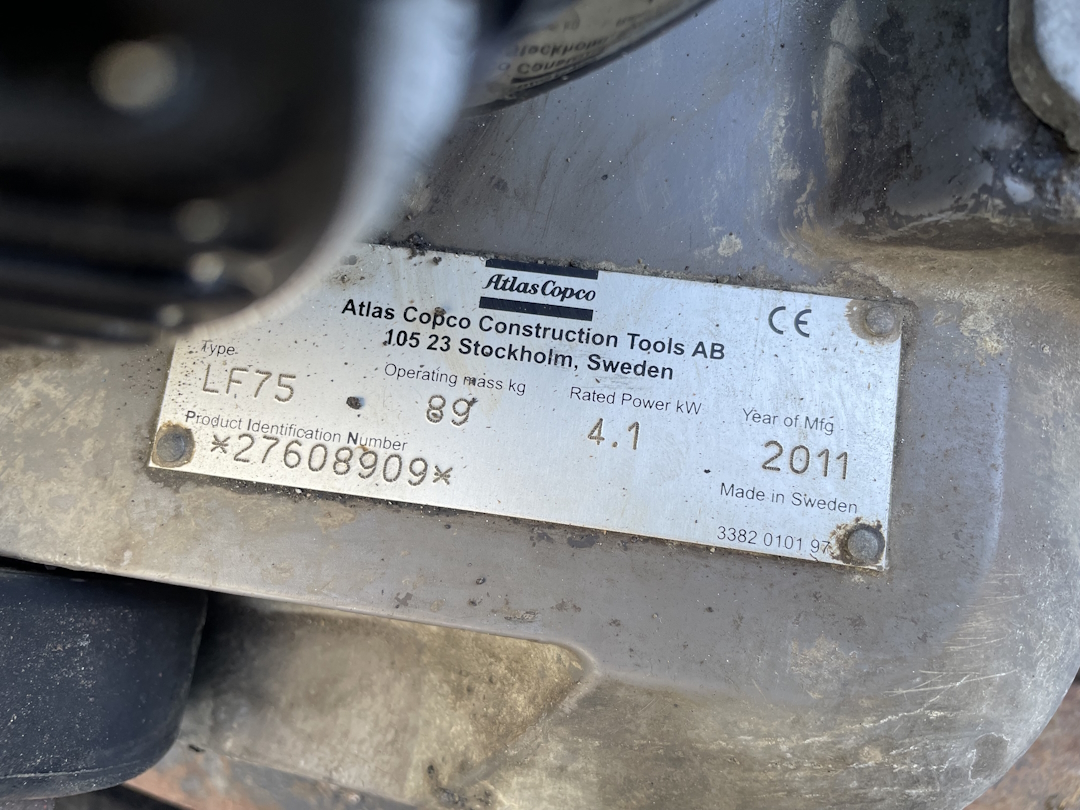 Atlas Copco
CE
Atlas Copco Construction Tools AB
105 23 Stockholm, Sweden
Type
Operating mass kg
Rated Power kW
Year of Mfg
LF75
89
4.1
2011
Product Identification Number
*27608909*
Made in Sweden
3382 0101 97